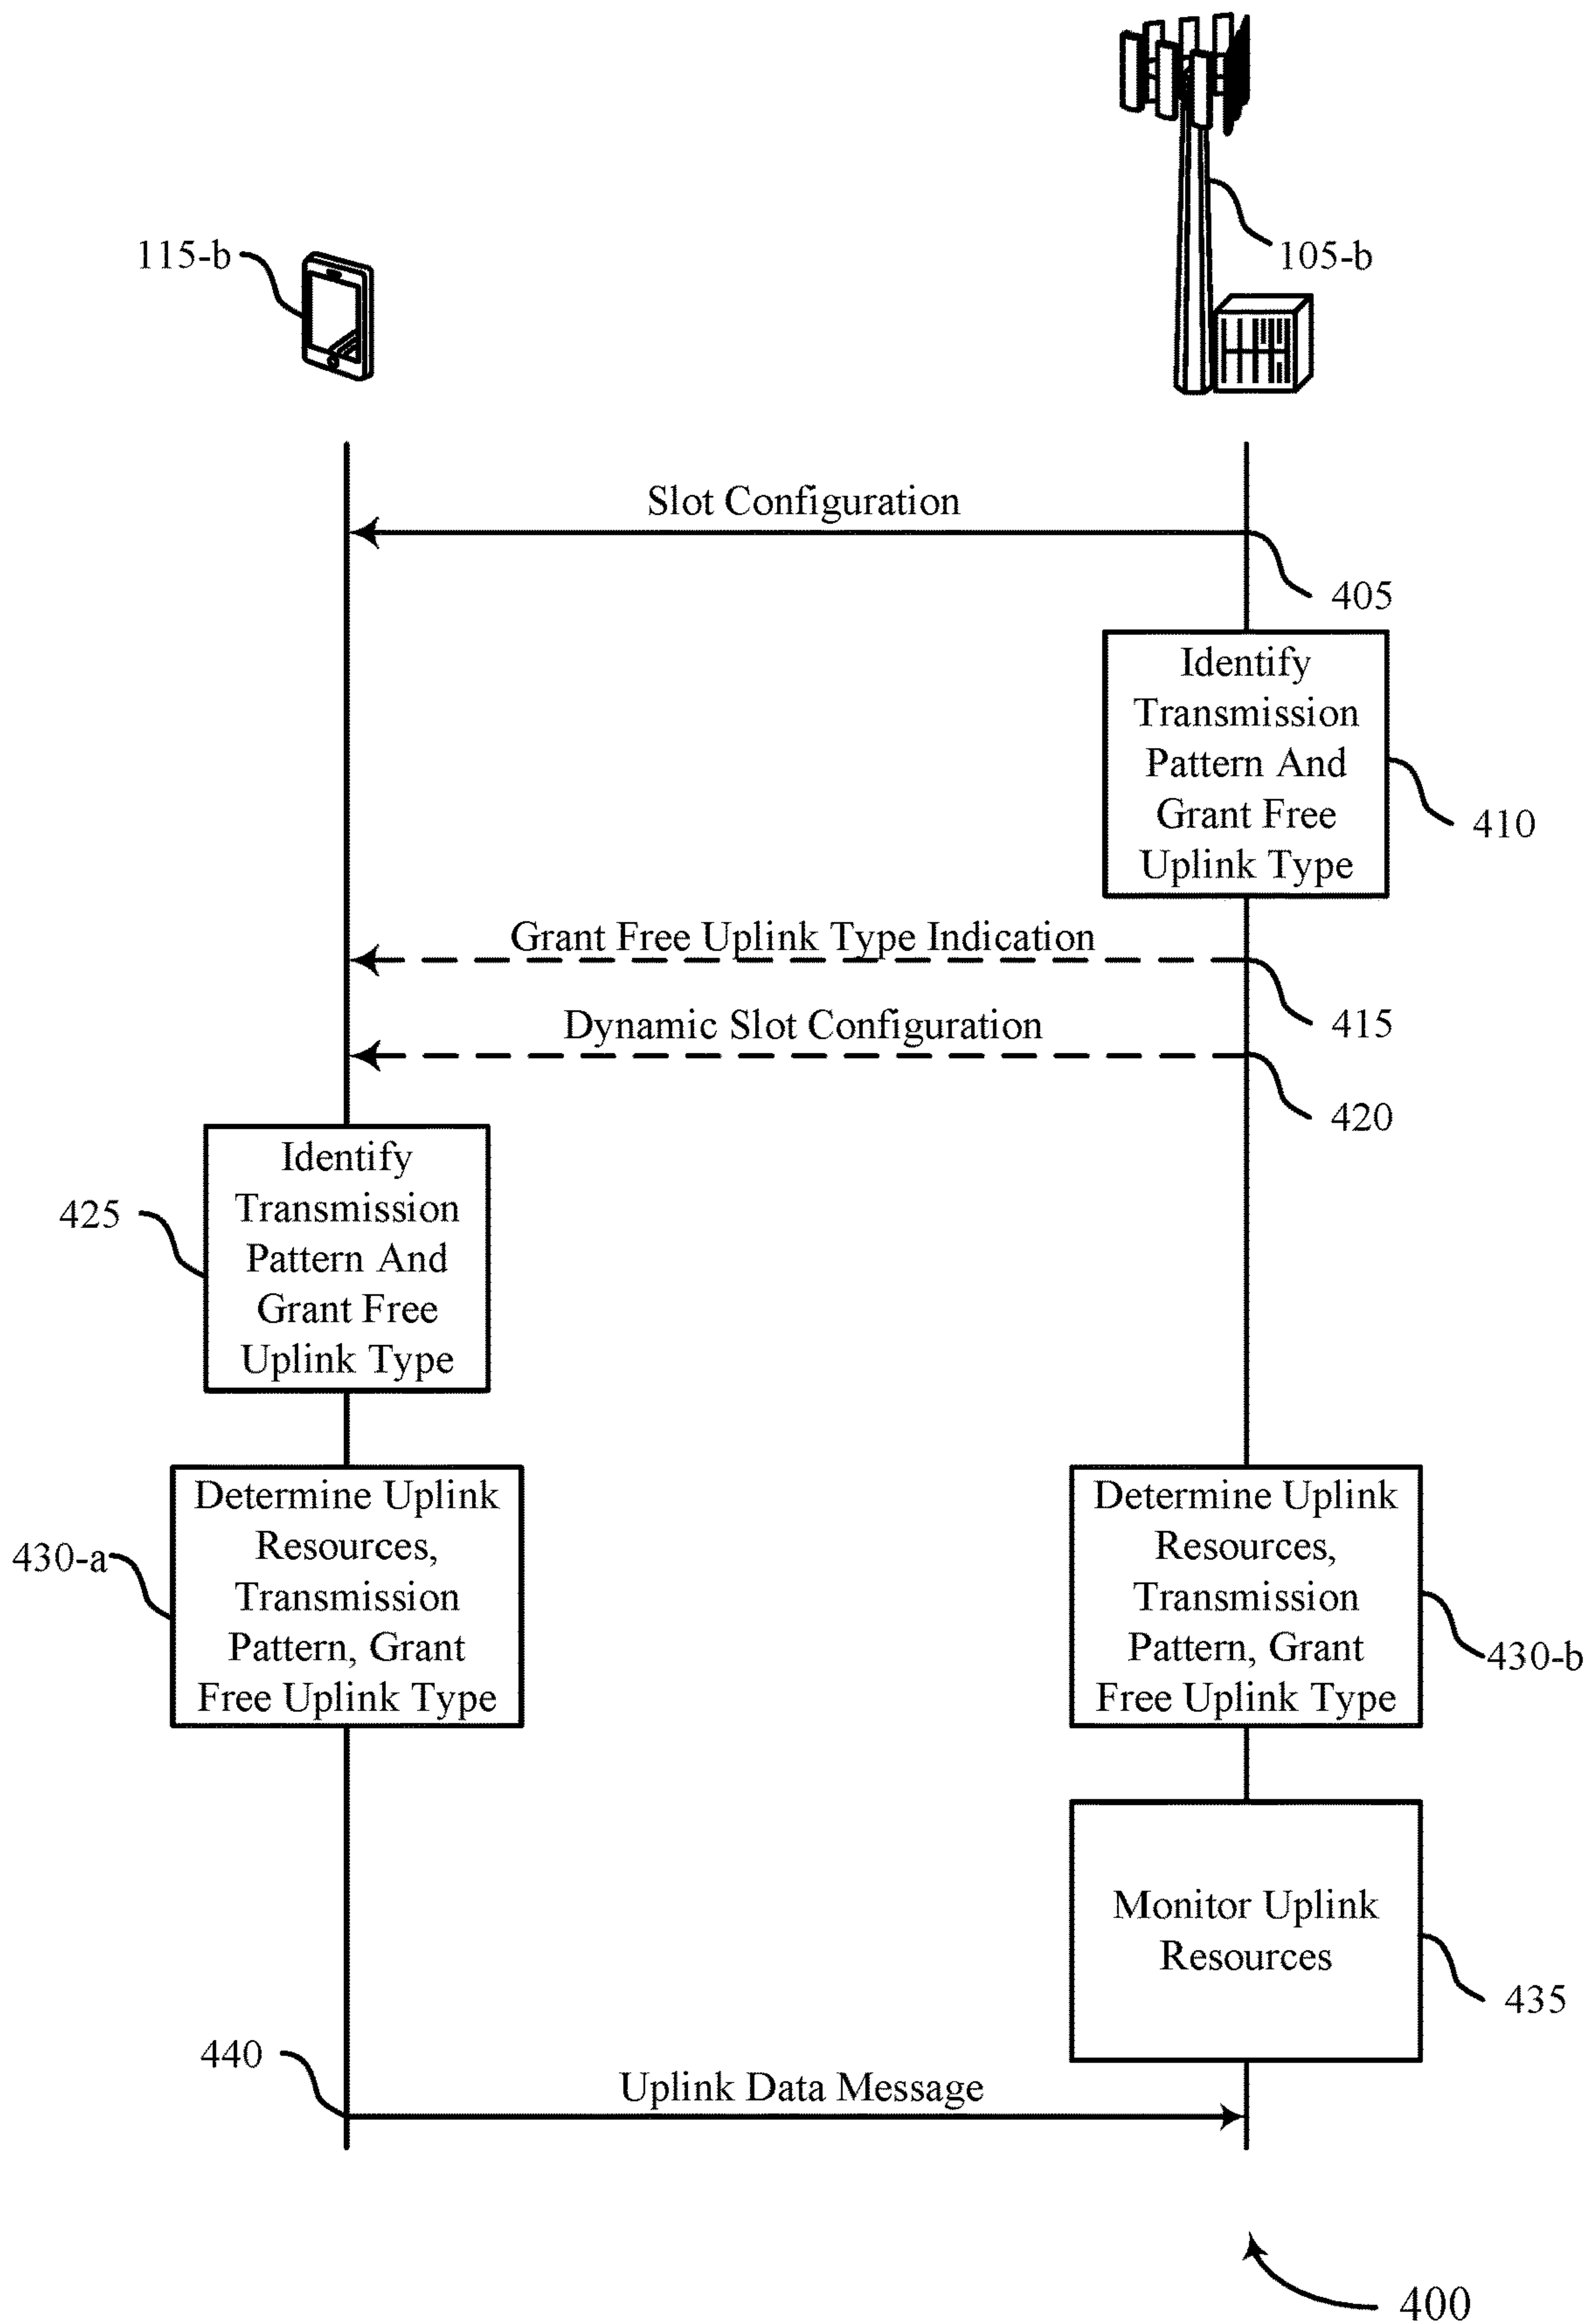 115-b
105-b
Slot Configuration
405
Identify
Transmission
Pattern And
Grant Free
Uplink Type
410
Grant Free Uplink Type Indication
415
Dynamic Slot Configuration
420
Identify
Transmission
Pattern And
Grant Free
Uplink Type
425
Determine Uplink
Resources,
Transmission
Pattern, Grant
Free Uplink Type
430-a
Determine Uplink
Resources,
Transmission
Pattern, Grant
Free Uplink Type
430-b
Monitor Uplink
Resources
435
440
Uplink Data Message
400